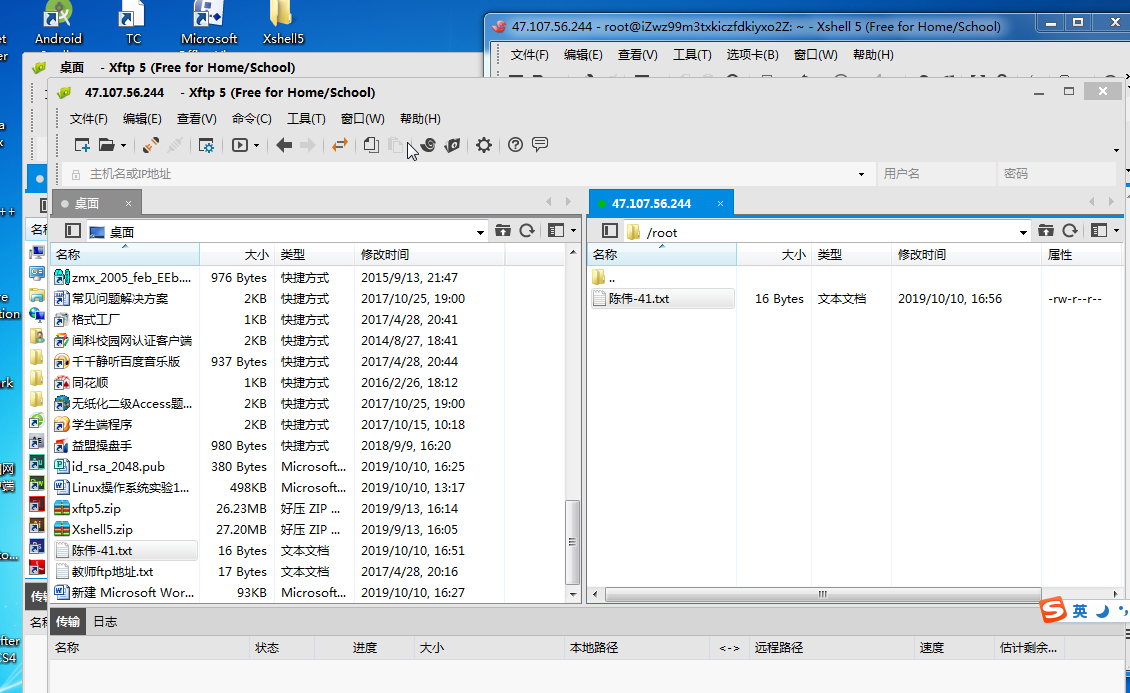 Android
TC
Microsoft
Xshell5
47.107.56.244 - root@iZwz99m3txkiczfdkiyxo2Z: ~ - Xshell 5 (Free for Home/School)
文件(F) 编辑(E) 查看(V) 工具(T) 选项卡(B) 窗口(W) 帮助(H)
桌面 - Xftp 5 (Free for Home/School)
47.107.56.244 - Xftp 5 (Free for Home/School)
文件(F) 编辑(E) 查看(V) 命令(C) 工具(T) 窗口(W) 帮助(H)
主机名或IP地址 用户名 密码
桌面 × 47.107.56.244 ×
桌面 /root
名称 大小 类型 修改时间 名称 大小 类型 修改时间 属性
zmx_2005_feb_EEb.... 976 Bytes 快捷方式 2015/9/13, 21:47 ..
常见问题解决方案 2KB 快捷方式 2017/10/25, 19:00 陈伟-41.txt 16 Bytes 文本文档 2019/10/10, 16:56 -rw-r--r--
格式工厂 1KB 快捷方式 2017/4/28, 20:41
闽科校园网认证客户端 2KB 快捷方式 2014/8/27, 18:41
千千静听百度音乐版 937 Bytes 快捷方式 2017/4/28, 20:44
同花顺 1KB 快捷方式 2016/2/26, 18:12
无纸化二级Access题... 2KB 快捷方式 2017/10/25, 19:00
学生端程序 2KB 快捷方式 2017/10/15, 10:18
益盟操盘手 980 Bytes 快捷方式 2018/9/9, 16:20
id_rsa_2048.pub 380 Bytes Microsoft... 2019/10/10, 16:25
Linux操作系统实验1... 498KB Microsoft... 2019/10/10, 13:17
xftp5.zip 26.23MB 好压 ZIP ... 2019/9/13, 16:14
Xshell5.zip 27.20MB 好压 ZIP ... 2019/9/13, 16:05
陈伟-41.txt 16 Bytes 文本文档 2019/10/10, 16:51
教师ftp地址.txt 17 Bytes 文本文档 2017/4/28, 20:16
新建 Microsoft Wor... 93KB Microsoft... 2019/10/10, 16:27
英
传输 日志
名称 状态 进度 大小 本地路径 <-> 远程路径 速度 估计剩余...